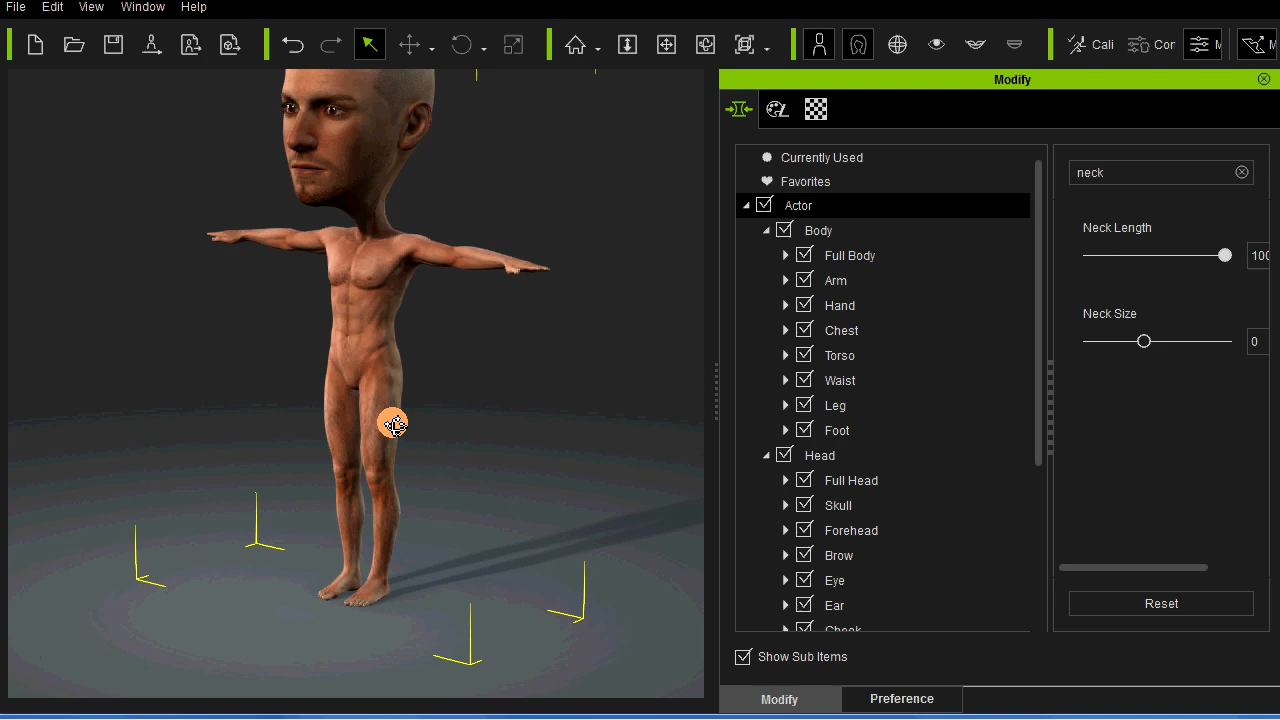 File Edit View Window Help
Cali Cor
Modify
Currently Used
Favorites
Actor
Body
Full Body
Arm
Hand
Chest
Torso
Waist
Leg
Foot
Head
Full Head
Skull
Forehead
Brow
Eye
Ear
Cheek
Show Sub Items
neck
Neck Length
100
Neck Size
0
Reset
Modify Preference